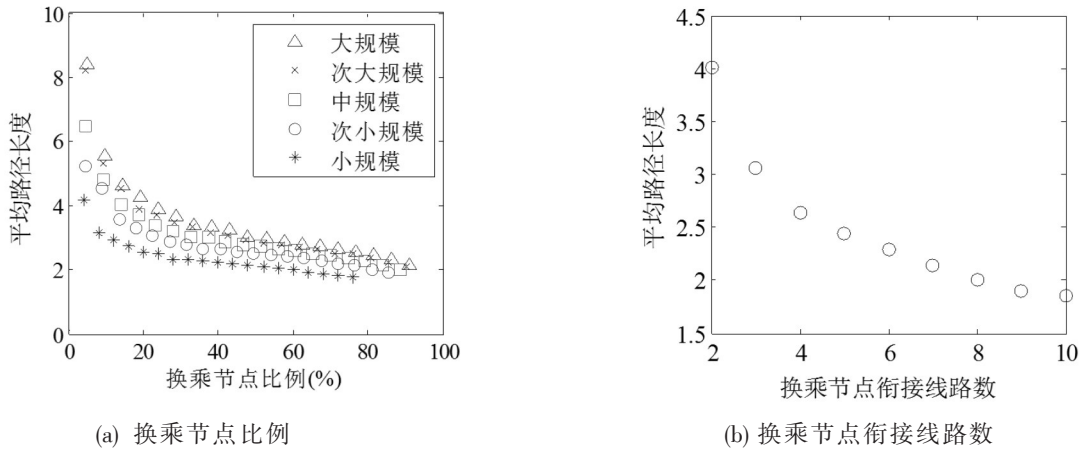 10
8
6
4
2
0
平均路径长度
大规模
次大规模
中规模
次小规模
小规模
0 20 40 60 80 100
换乘节点比例(%)
(a) 换乘节点比例
4.5
4
3.5
3
2.5
2
1.5
平均路径长度
2 4 6 8 10
换乘节点衔接线路数
(b) 换乘节点衔接线路数